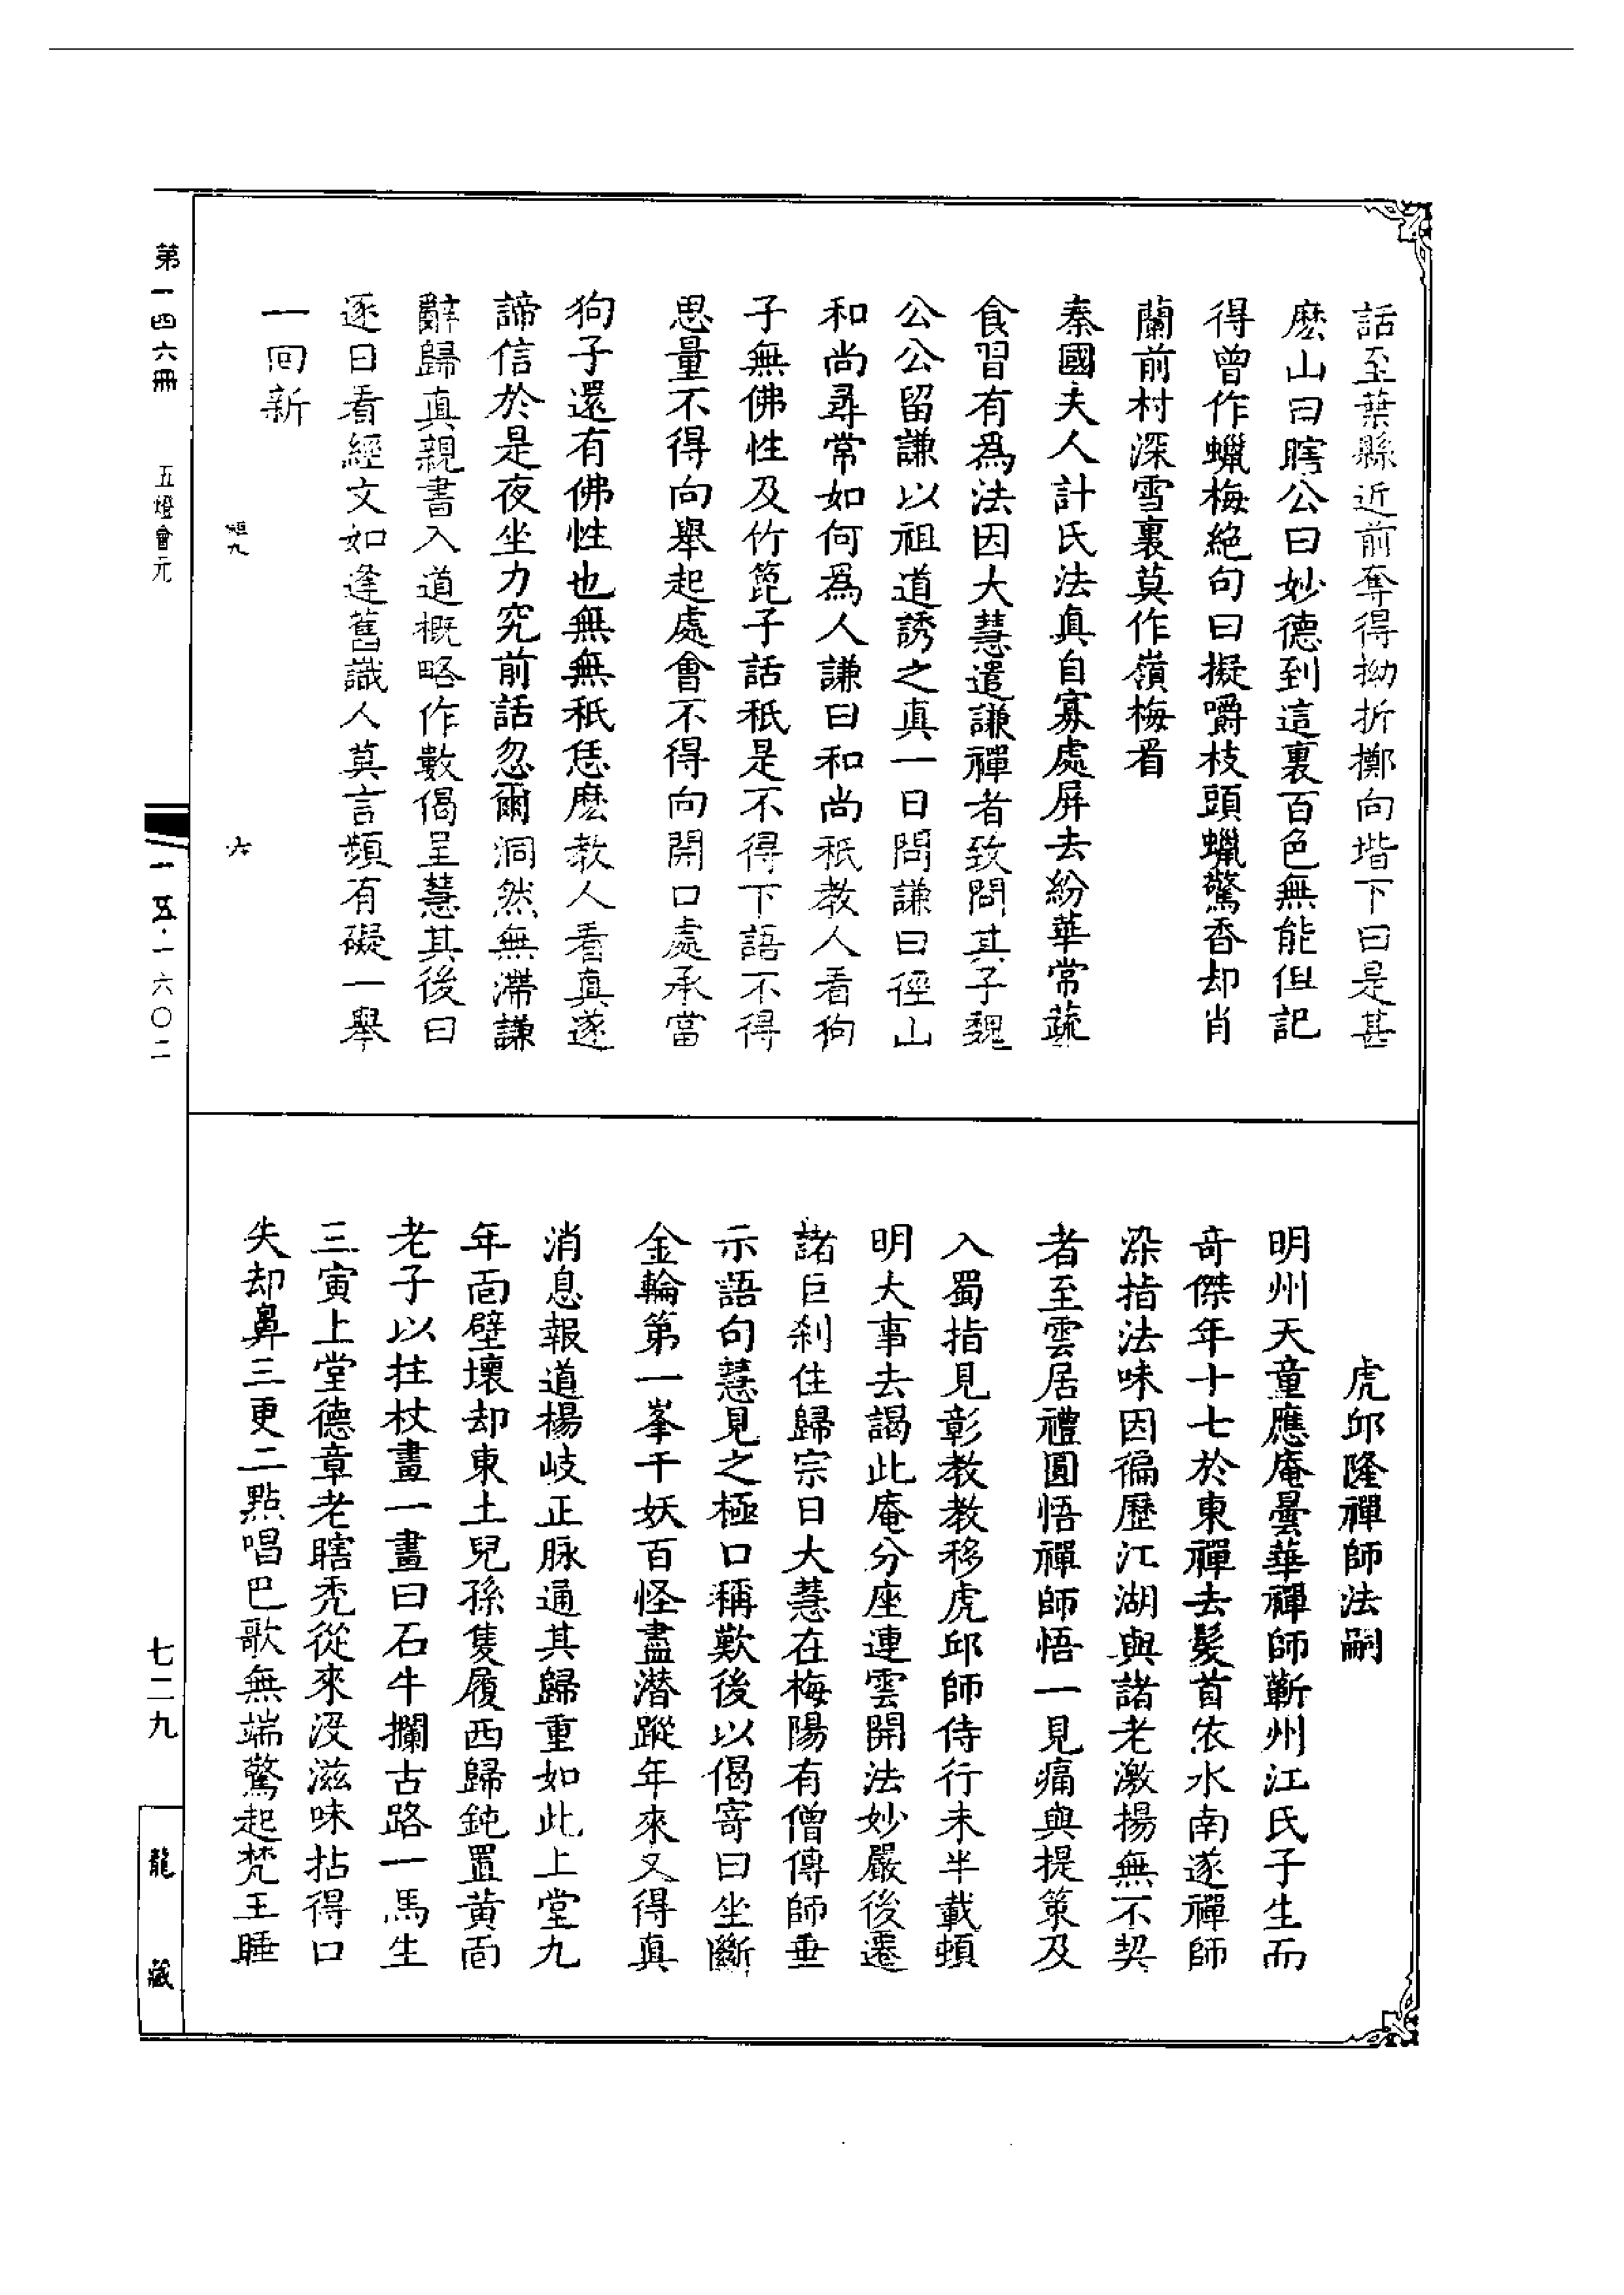 話至葉縣近前奪得拗折擲向堦下曰是甚
麽山曰瞎公曰妙德到這裏百色無能但記
得曾作蠟梅絕句曰擬嚼枝頭蠟驚香却肖
蘭前村深雪裏莫作嶺梅看
秦國夫人計氏法真自寡處屏去紛華常蔬
食習有爲法因大慧遣謙禪者致問其子魏
公公留謙以祖道誘之真一日問謙曰徑山
和尚尋常如何爲人謙曰和尚秖教人看狗
子無佛性及竹箆子話秖是不得下語不得
思量不得向舉起處會不得向開口處承當
狗子還有佛性也無無秖恁麽教人看真遂
諦信於是夜坐力究前話忽爾洞然無滯謙
辭歸真親書入道概略作數偈呈慧其後曰
逐日看經文如逢舊識人莫言頻有礙一舉
一回新
六
虎邱隆禪師法嗣
明州天童應庵曇華禪師蘄州江氏子生而
奇傑年十七於東禪去髮首依水南遂禪師
染指法味因徧歷江湖與諸老激揚無不契
者至雲居禮圓悟禪師悟一見痛與提策及
入蜀指見彰教教移虎邱師侍行未半載頓
明大事去謁此庵分座連雲開法妙嚴後遷
諸巨刹住歸宗日大慧在梅陽有僧傳師垂
示語句慧見之極口稱歎後以偈寄曰坐斷
金輪第一峯千妖百怪盡潛蹤年來又得真
消息報道楊岐正脉通其歸重如此上堂九
年面壁壞却東土兒孫隻履西歸鈍置黄面
老子以拄杖畫一畫曰石牛攔古路一馬生
三寅上堂德章老瞎禿從來沒滋味拈得口
失却鼻三更二點唱巴歌無端驚起梵王睡
第一四六冊
五燈會元
一五·一六〇二
七二九
龍藏